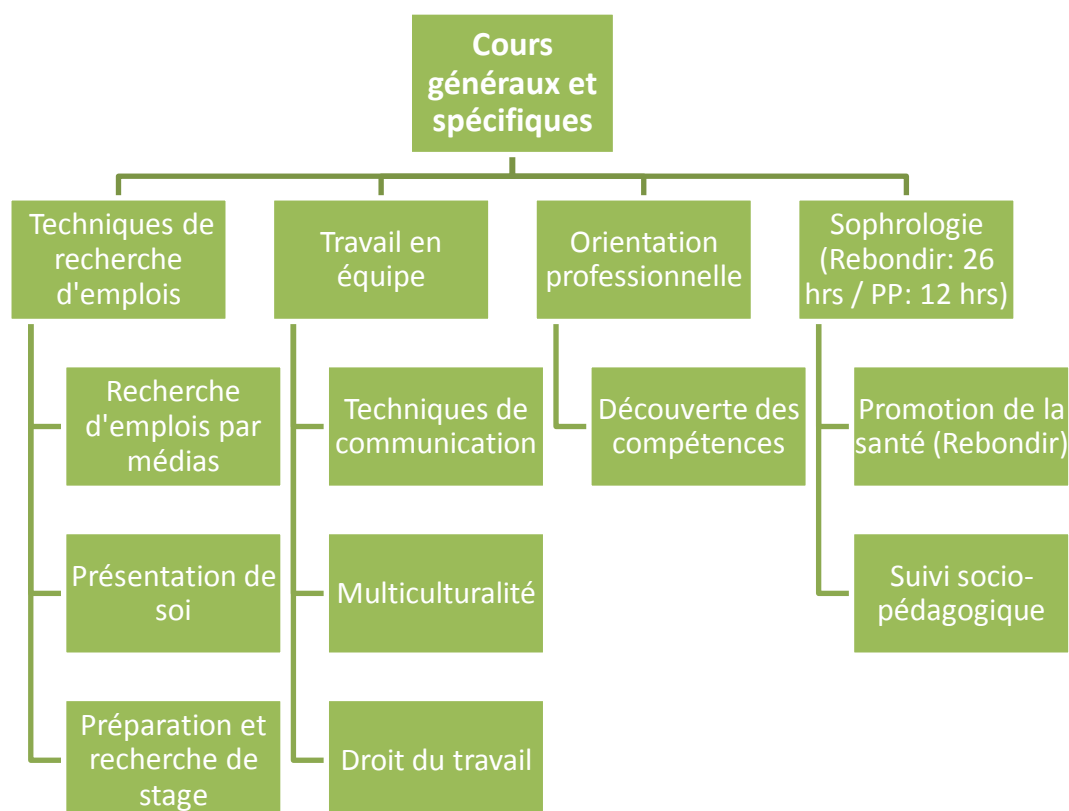 Cours
généraux et
spécifiques
Techniques de
recherche
d'emplois
Travail en
équipe
Orientation
professionnelle
Sophrologie
(Rebondir: 26
hrs / PP: 12 hrs)
Recherche
d'emplois par
médias
Techniques de
communication
Découverte des
compétences
Promotion de la
santé (Rebondir)
Présentation de
soi
Multiculturalité
Suivi socio-
pédagogique
Préparation et
recherche de
stage
Droit du travail